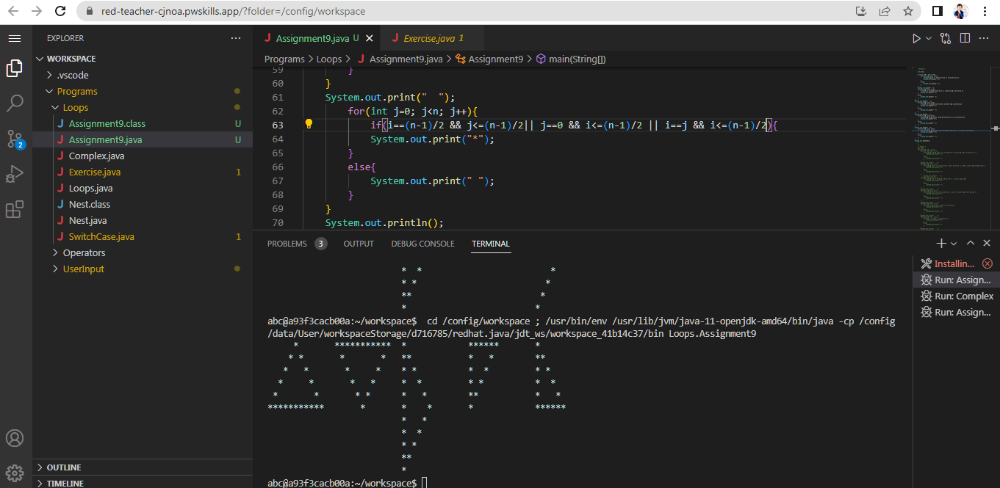 red-teacher-cjnoa.pwskills.app/?folder=/config/workspace
EXPLORER
WORKSPACE
.vscode
Programs
Loops
Assignment9.class U
Assignment9.java U
Complex.java
Exercise.java 1
Loops.java
Nest.class
Nest.java
SwitchCase.java 1
Operators
UserInput
OUTLINE
TIMELINE
2
Assignment9.java U
Exercise.java 1
Programs > Loops > Assignment9.java > Assignment9 > main(String[])
59 }
60 }
61 System.out.print("  ");
62 for(int j=0; j<n; j++){
63 if(i==(n-1)/2 && j<=(n-1)/2|| j==0 && i<=(n-1)/2 || i==j && i<=(n-1)/2){
64 System.out.print("*");
65 }
66 else{
67 System.out.print(" ");
68 }
69 }
70 System.out.println();
PROBLEMS 3 OUTPUT DEBUG CONSOLE TERMINAL
*  *                         *
* *                         *
**                         *
*                         *
abc@a93f3cacb00a:~/workspace$  cd /config/workspace ; /usr/bin/env /usr/lib/jvm/java-11-openjdk-amd64/bin/java -cp /config
/data/User/workspaceStorage/d716785/redhat.java/jdt_ws/workspace_41b14c37/bin Loops.Assignment9
     *       ***********  *            ******       *
    * *       *       *   **           *   *        **
   *   *       *     *    * *          *  *         * *
  *     *       *   *     *  *         * *          *  *
 *       *       * *      *   *        **           *   *
***********       *       *    *       *            ******
*   *
*  *
* *
**
*
abc@a93f3cacb00a:~/workspace$
Installin...
Run: Assign...
Run: Complex
Run: Assign...